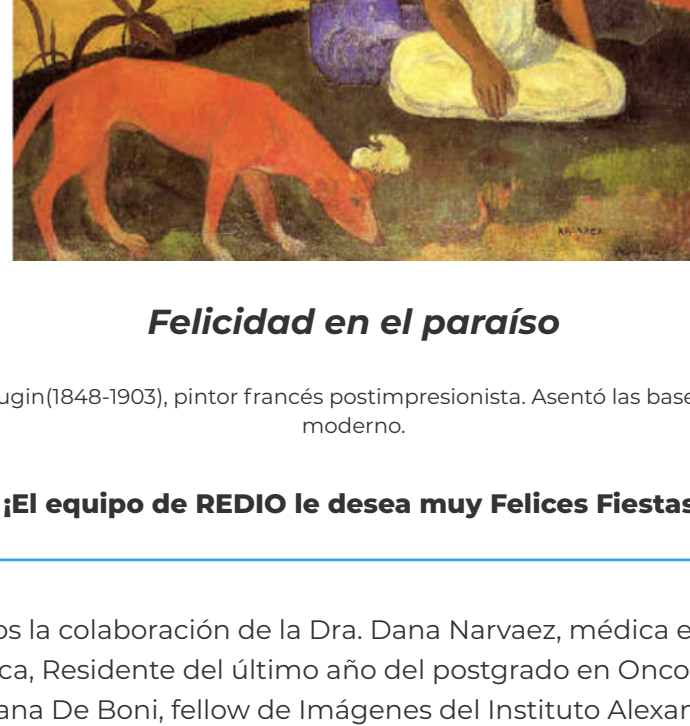 Felicidad en el paraíso
ugin(1848-1903), pintor francés postimpresionista. Asentó las base
moderno.
¡El equipo de REDIO le desea muy Felices Fiestas
os la colaboración de la Dra. Dana Narvaez, médica e
ca, Residente del último año del postgrado en Onco
ana De Boni, fellow de Imágenes del Instituto Alexan